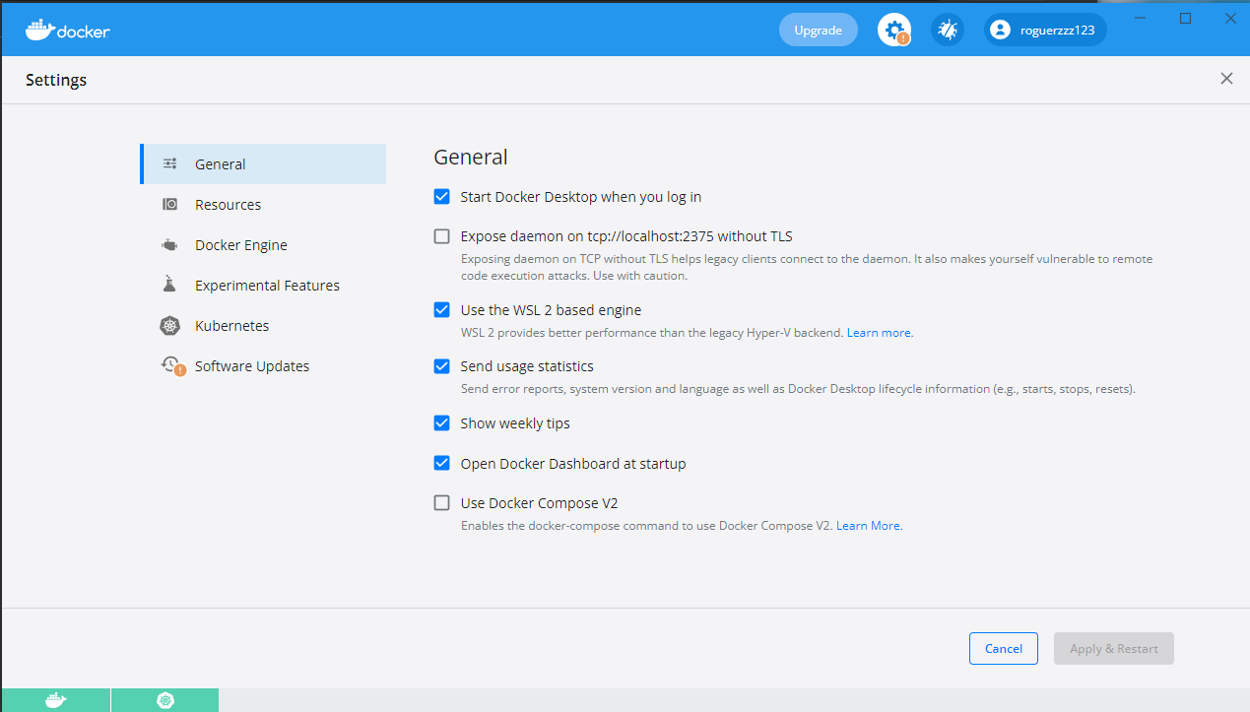 docker
Upgrade
roguerzzz123
Settings
General
Resources
Docker Engine
Experimental Features
Kubernetes
Software Updates
General
Start Docker Desktop when you log in
Expose daemon on tcp://localhost:2375 without TLS
Exposing daemon on TCP without TLS helps legacy clients connect to the daemon. It also makes yourself vulnerable to remote
code execution attacks. Use with caution.
Use the WSL 2 based engine
WSL 2 provides better performance than the legacy Hyper-V backend. Learn more.
Send usage statistics
Send error reports, system version and language as well as Docker Desktop lifecycle information (e.g., starts, stops, resets).
Show weekly tips
Open Docker Dashboard at startup
Use Docker Compose V2
Enables the docker-compose command to use Docker Compose V2. Learn More.
Cancel
Apply & Restart